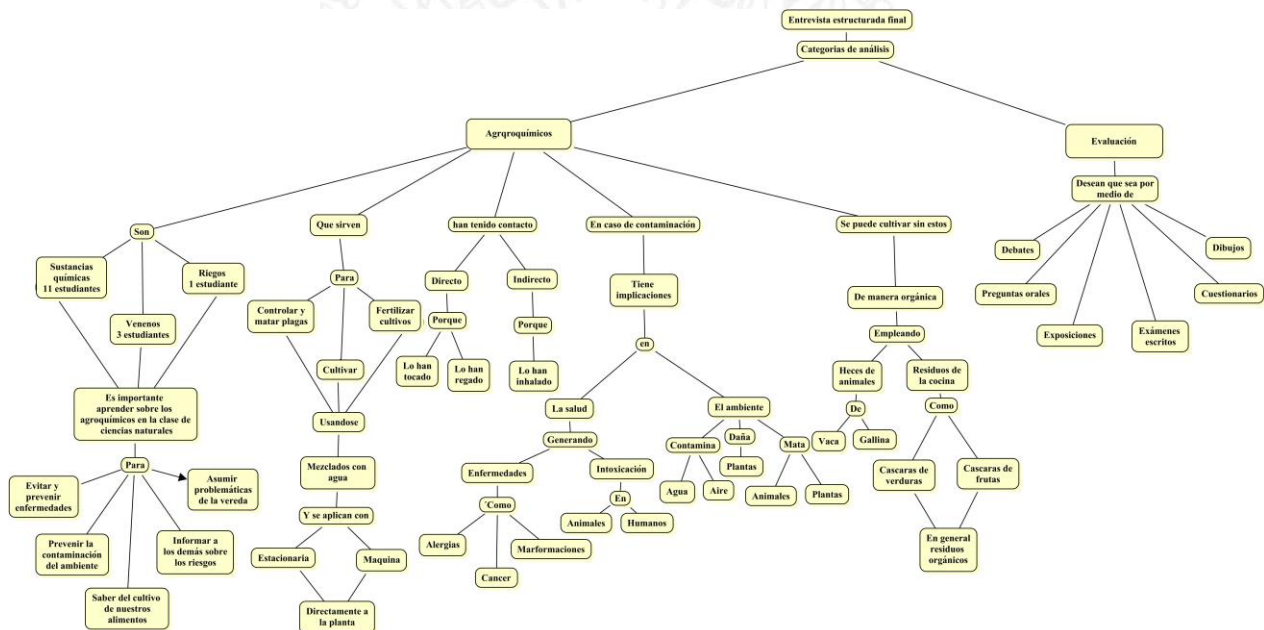 Entrevista estructurada final
Categorias de análisis
Agrqroquímicos
Evaluación
Son
Sustancias
químicas
11 estudiantes
Venenos
3 estudiantes
Riegos
1 estudiante
Es importante
aprender sobre los
agroquímicos en la clase de
ciencias naturales
Para
Evitar y
prevenir
enfermedades
Prevenir la
contaminación
del ambiente
Saber del cultivo
de nuestros
alimentos
Informar a
los demás sobre
los riesgos
Asumir
problemáticas
de la vereda
Que sirven
Para
Controlar y
matar plagas
Cultivar
Fertilizar
cultivos
Usandose
Mezclados con
agua
Y se aplican con
Estacionaria
Maquina
Directamente a
la planta
han tenido contacto
Directo
Porque
Lo han
tocado
Lo han
regado
Indirecto
Porque
Lo han
inhalado
En caso de contaminación
Tiene
implicaciones
en
La salud
Generando
Enfermedades
¨Como
Alergias
Cancer
Marformaciones
Intoxicación
En
Animales
Humanos
El ambiente
Contamina
Agua
Aire
Daña
Plantas
Mata
Animales
Plantas
Se puede cultivar sin estos
De manera orgánica
Empleando
Heces de
animales
De
Vaca
Gallina
Residuos de
la cocina
Como
Cascaras de
verduras
Cascaras de
frutas
En general
residuos
orgánicos
Desean que sea por
medio de
Debates
Preguntas orales
Exposiciones
Exámenes
escritos
Cuestionarios
Dibujos